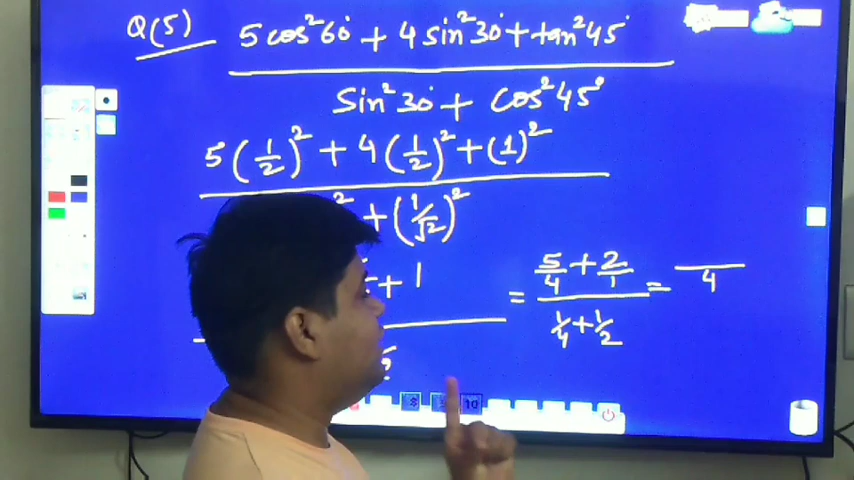 Q(5) 5 cos²60° + 4 sin²30° + tan²45°
Sin²30° + cos²45°
5(1/2)² + 4(1/2)² + (1)²
² + (1/√2)²
+ 1
= 5/4 + 2/1 = /4
1/4 + 1/2